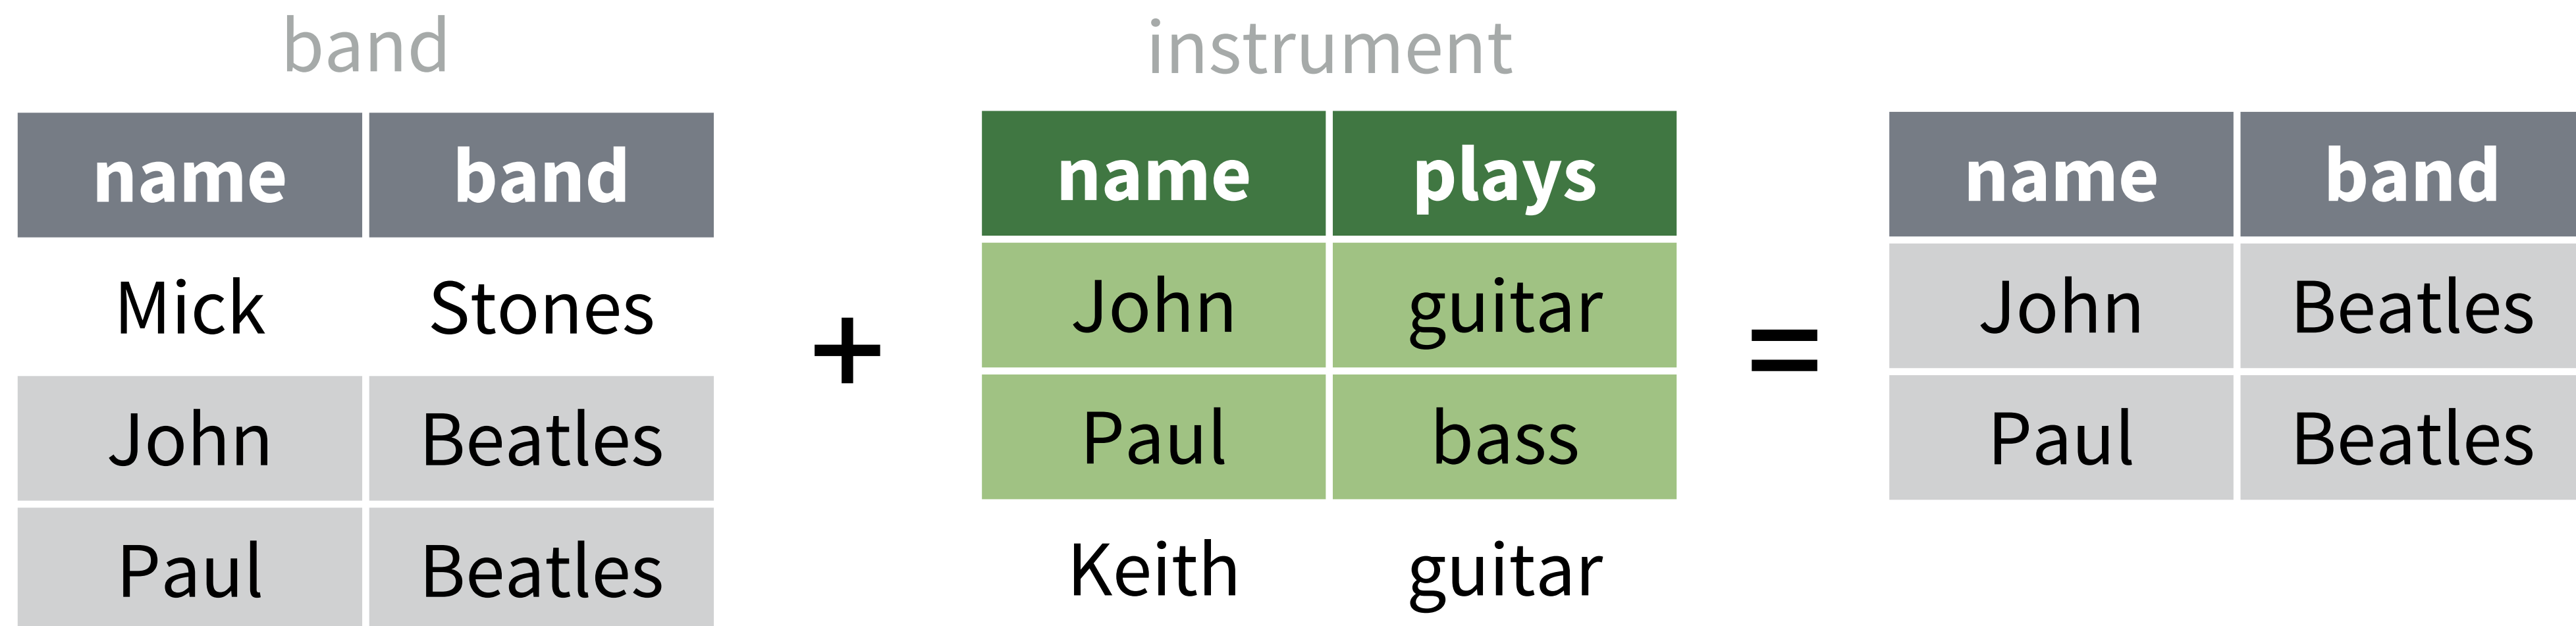 band instrument
name band name plays name band
Mick Stones John guitar John Beatles
+ =
John Beatles Paul bass Paul Beatles
Paul Beatles Keith guitar